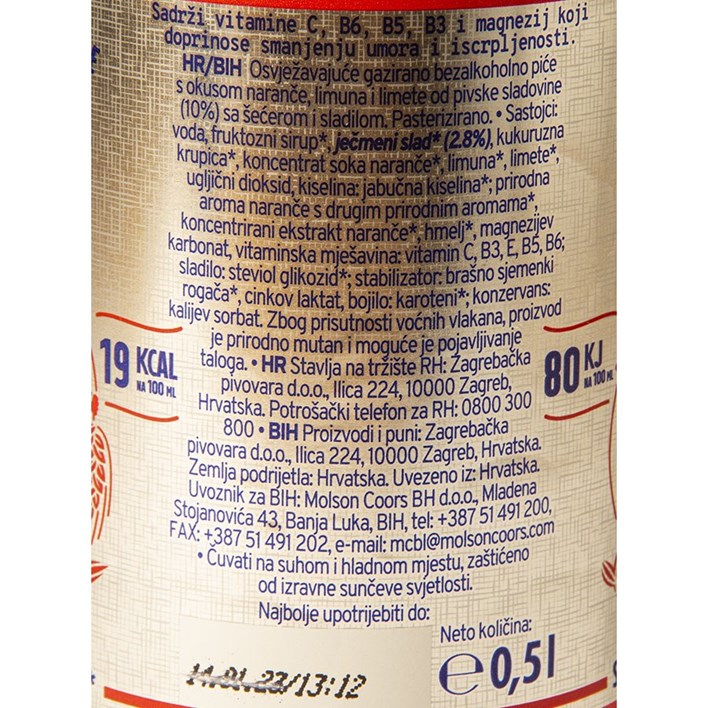 Sadrži vitamine C, B6, B5, B3 i magnezij koji
doprinose smanjenju umora i iscrpljenosti.
HR/BIH Osvježavajuće gazirano bezalkoholno piće
s okusom naranče, limuna i limete od pivske sladovine
(10%) sa šećerom i sladilom. Pasterizirano. • Sastojci:
voda, fruktozni sirup*, ječmeni slad* (2.8%), kukuruzna
krupica*, koncentrat soka naranče*, limuna*, limete*,
ugljični dioksid, kiselina: jabučna kiselina*; prirodna
aroma naranče s drugim prirodnim aromama*,
koncentrirani ekstrakt naranče*, hmelj*, magnezijev
karbonat, vitaminska mješavina: vitamin C, B3, E, B5, B6;
sladilo: steviol glikozid*; stabilizator: brašno sjemenki
rogača*, cinkov laktat, bojilo: karoteni*; konzervans:
kalijev sorbat. Zbog prisutnosti voćnih vlakana, proizvod
je prirodno mutan i moguće je pojavljivanje
taloga. • HR Stavlja na tržište RH: Zagrebačka
pivovara d.o.o., Ilica 224, 10000 Zagreb,
Hrvatska. Potrošački telefon za RH: 0800 300
800 • BIH Proizvodi i puni: Zagrebačka
pivovara d.o.o., Ilica 224, 10000 Zagreb, Hrvatska.
Zemlja podrijetla: Hrvatska. Uvezeno iz: Hrvatska.
Uvoznik za BIH: Molson Coors BH d.o.o., Mladena
Stojanovića 43, Banja Luka, BIH, tel: +387 51 491 200,
FAX: +387 51 491 202, e-mail: mcbl@molsoncoors.com
• Čuvati na suhom i hladnom mjestu, zaštićeno
od izravne sunčeve svjetlosti.
Najbolje upotrijebiti do:
19 KCAL
NA 100 ML
80 KJ
NA 100 ML
14.01.23/13:12
Neto količina:
℮ 0,5l